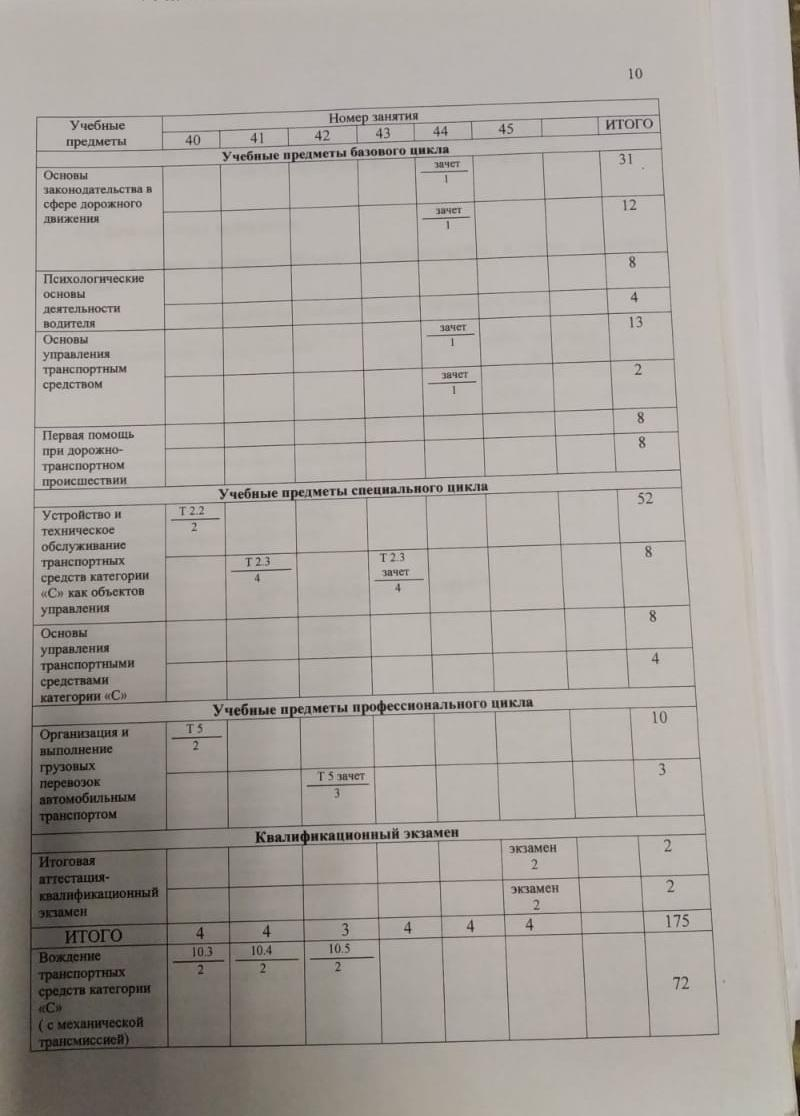 10
Учебные предметы
Номер занятия
ИТОГО
40 41 42 43 44 45
Учебные предметы базового цикла
Основы
законодательства в
сфере дорожного
движения
зачет
1
31
зачет
1
12
Психологические
основы
деятельности
водителя
8
4
Основы
управления
транспортным
средством
зачет
1
13
зачет
1
2
Первая помощь
при дорожно-
транспортном
происшествии
8
8
Учебные предметы специального цикла
Устройство и
техническое
обслуживание
транспортных
средств категории
«С» как объектов
управления
Т 2.2
2
52
Т 2.3
4
Т 2.3
зачет
4
8
Основы
управления
транспортными
средствами
категории «С»
8
4
Учебные предметы профессионального цикла
Организация и
выполнение
грузовых
перевозок
автомобильным
транспортом
Т 5
2
10
Т 5 зачет
3
3
Квалификационный экзамен
Итоговая
аттестация-
квалификационный
экзамен
экзамен
2
2
экзамен
2
2
ИТОГО 4 4 3 4 4 4 175
Вождение
транспортных
средств категории
«С»
( с механической
трансмиссией)
10.3
2
10.4
2
10.5
2
72